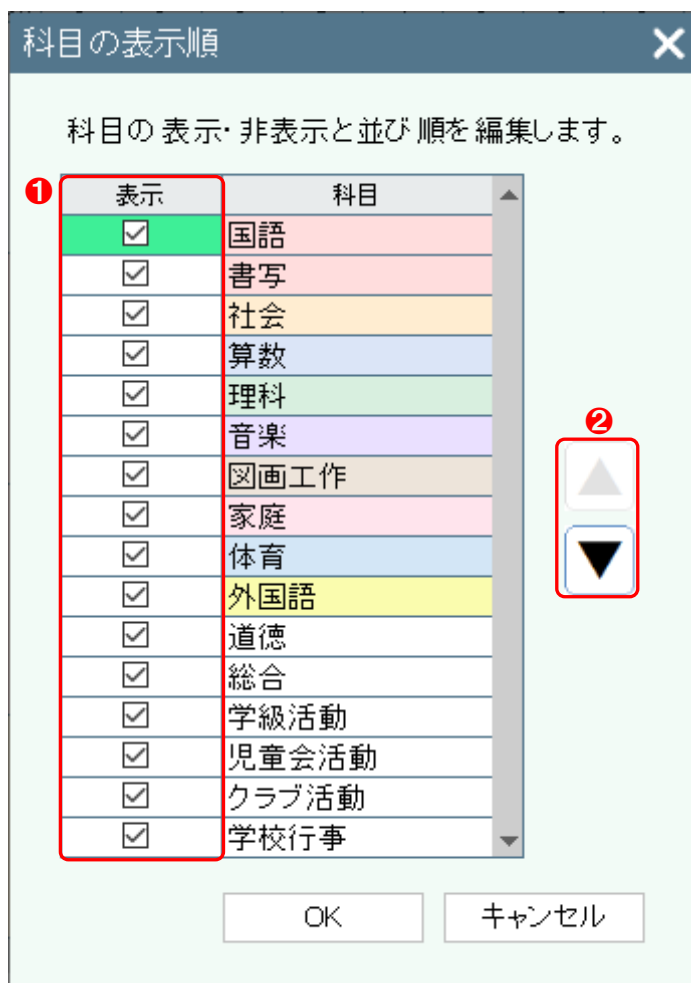 科目の表示順
科目の表示・非表示と並び順を編集します。
❶
表示 科目
国語
書写
社会
算数
理科
音楽
❷
図画工作
家庭
体育
外国語
道徳
総合
学級活動
児童会活動
クラブ活動
学校行事
OK キャンセル